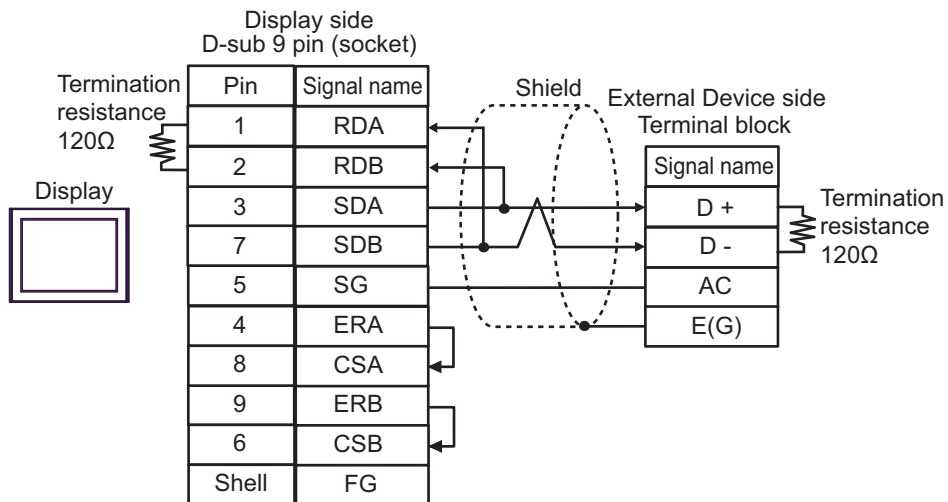 Display side
D-sub 9 pin (socket)
Termination
resistance
120Ω
Display
Pin Signal name
1 RDA
2 RDB
3 SDA
7 SDB
5 SG
4 ERA
8 CSA
9 ERB
6 CSB
Shell FG
Shield
External Device side
Terminal block
Signal name
D +
D -
AC
E(G)
Termination
resistance
120Ω